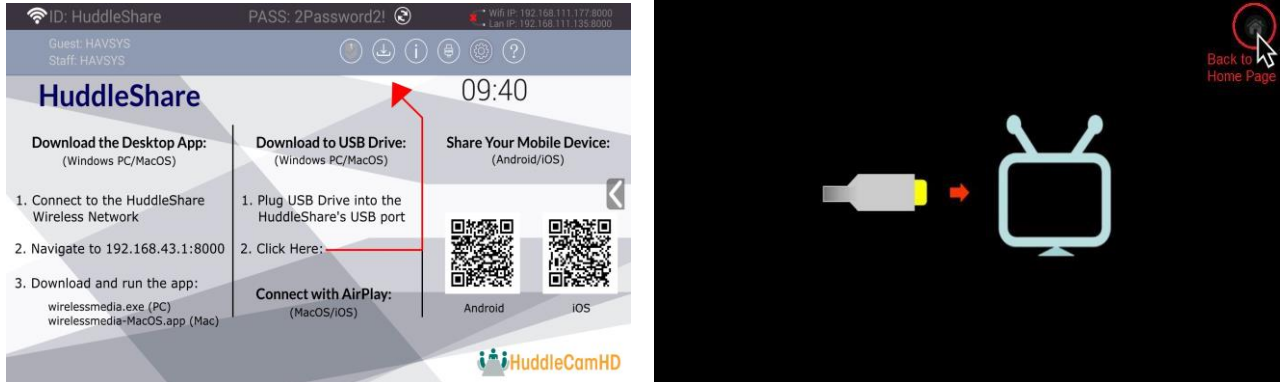 ID: HuddleShare
PASS: 2Password2!
Wifi IP: 192.168.111.177:8000
Lan IP: 192.168.111.135:8000
Guest: HAVSYS
Staff: HAVSYS
HuddleShare
09:40
Download the Desktop App:
(Windows PC/MacOS)
1. Connect to the HuddleShare
Wireless Network
2. Navigate to 192.168.43.1:8000
3. Download and run the app:
wirelessmedia.exe (PC)
wirelessmedia-MacOS.app (Mac)
Download to USB Drive:
(Windows PC/MacOS)
1. Plug USB Drive into the
HuddleShare's USB port
2. Click Here:
Connect with AirPlay:
(MacOS/iOS)
Share Your Mobile Device:
(Android/iOS)
Android
iOS
HuddleCamHD
Back to
Home Page